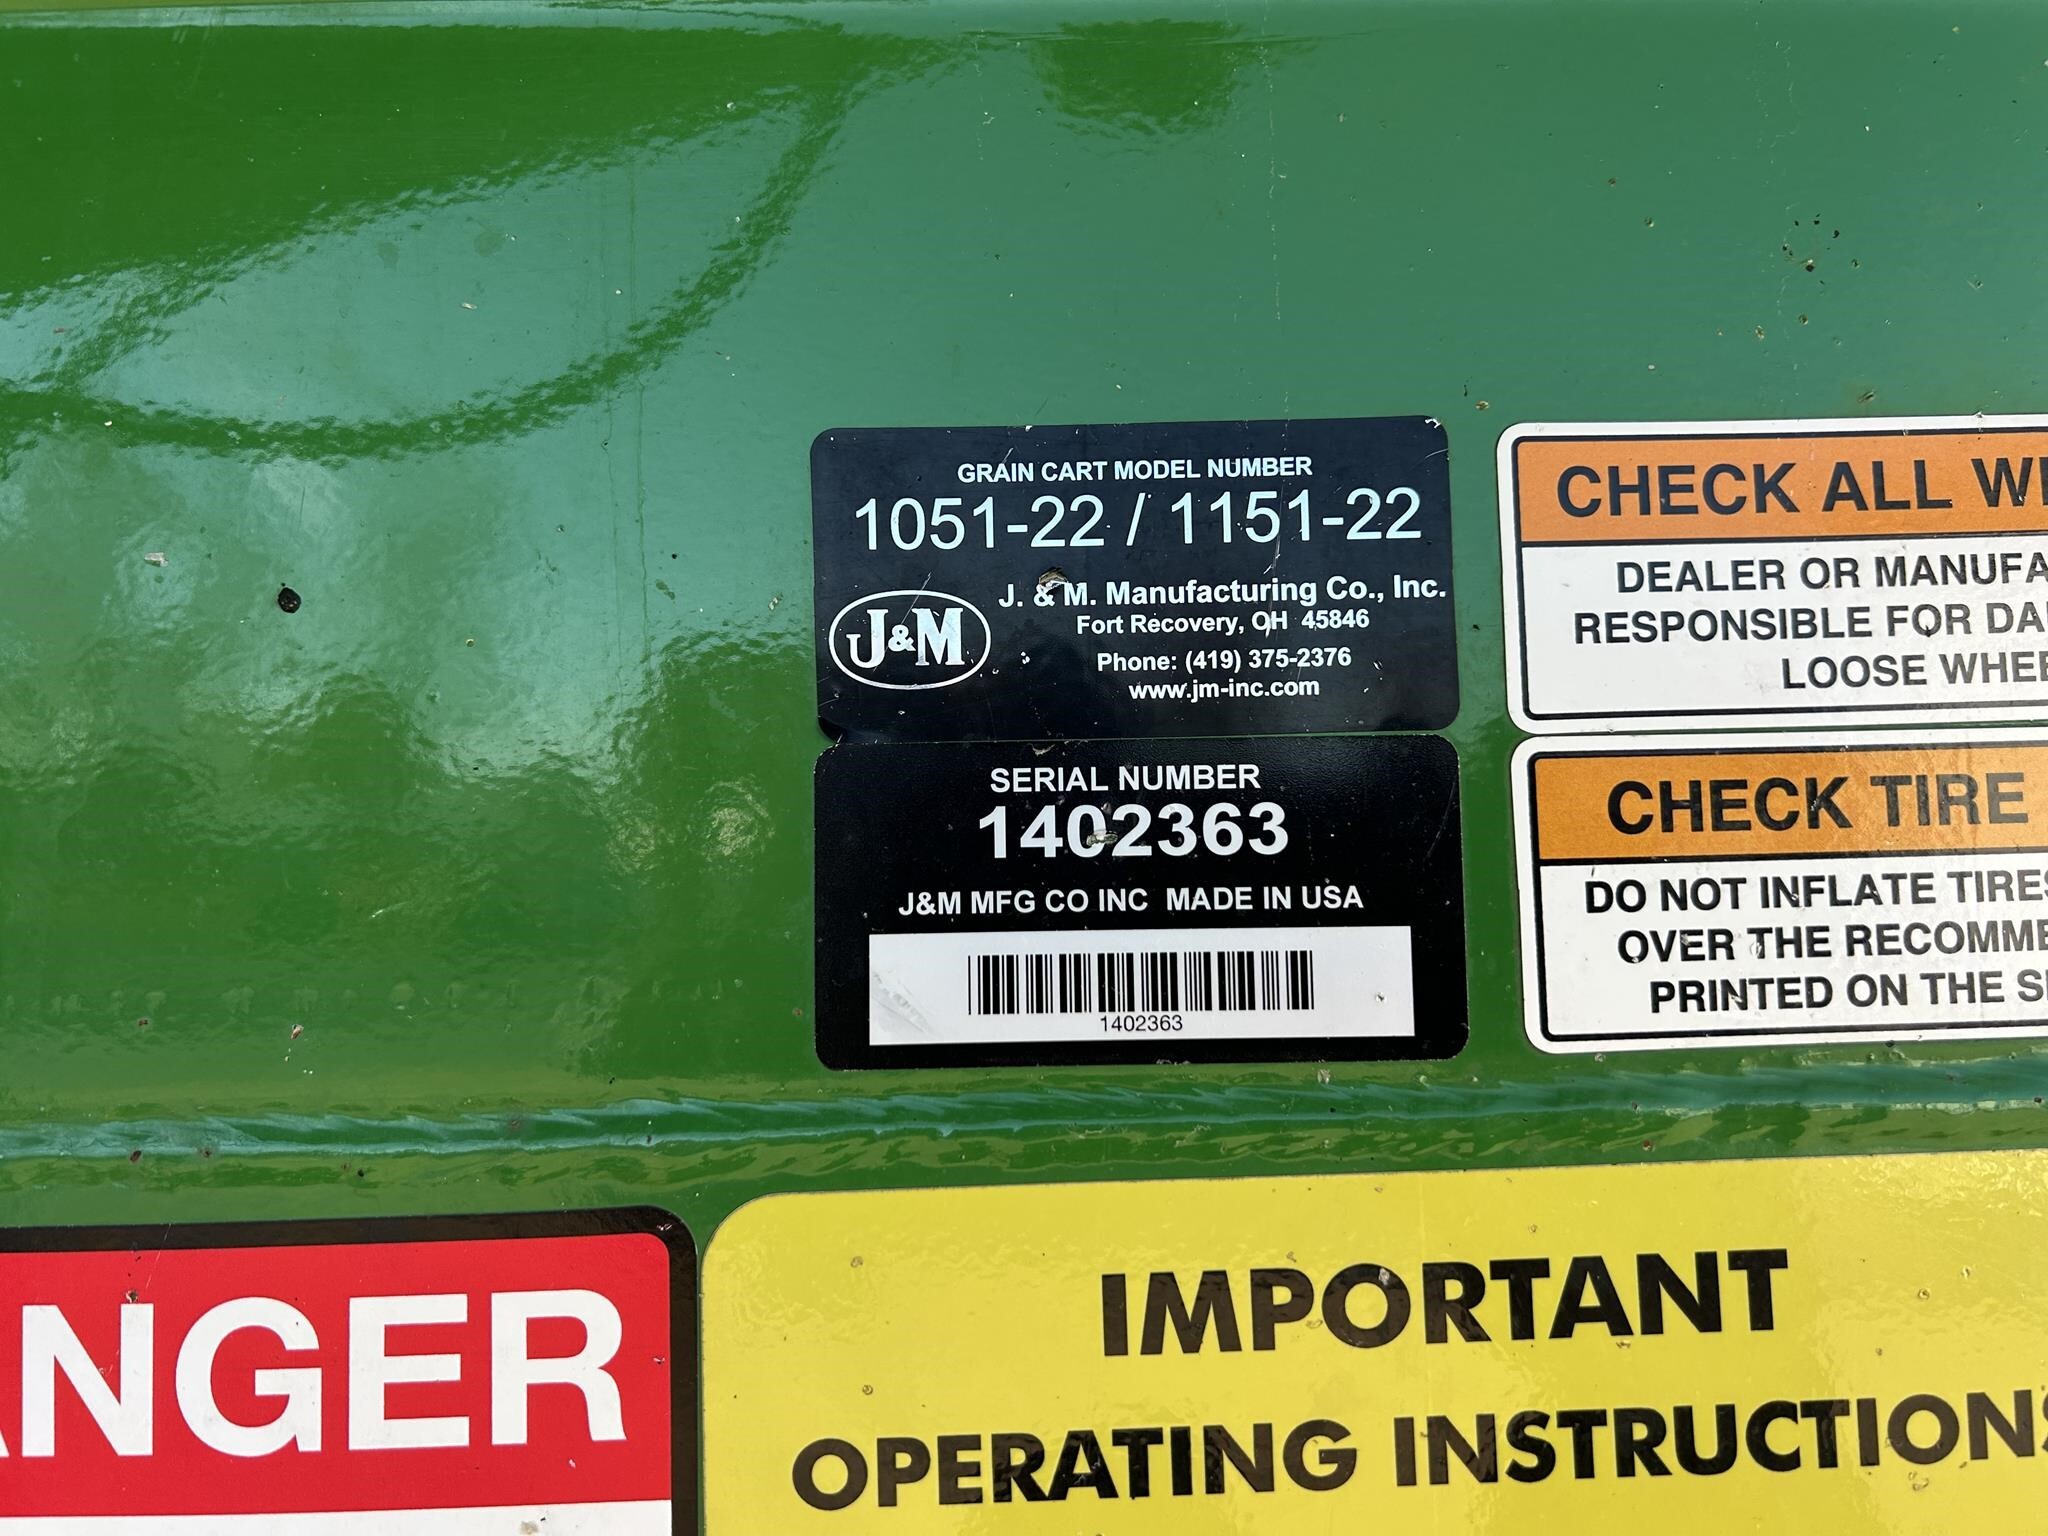 GRAIN CART MODEL NUMBER
1051-22 / 1151-22
J&M
J. & M. Manufacturing Co., Inc.
Fort Recovery, OH 45846
Phone: (419) 375-2376
www.jm-inc.com
SERIAL NUMBER
1402363
J&M MFG CO INC MADE IN USA
1402363
CHECK ALL
DEALER OR
RESPONSIBLE FOR
LOOSE
CHECK TIRE
DO NOT INFLATE TIRES
OVER THE
PRINTED ON THE
NGER
IMPORTANT
OPERATING INSTRUCTIONS